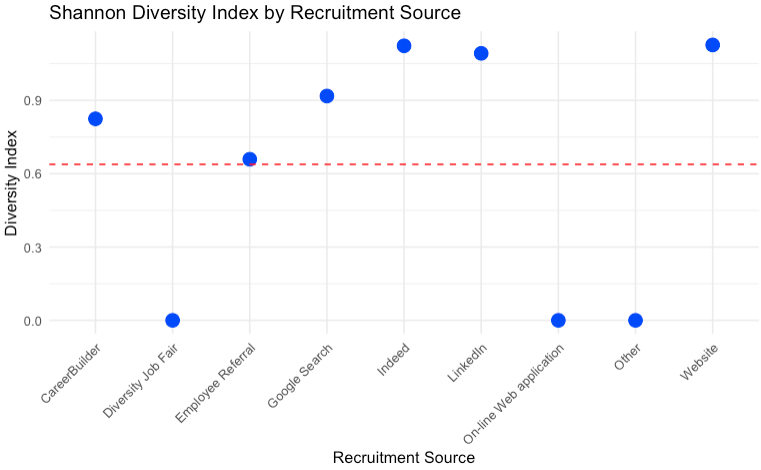 Shannon Diversity Index by Recruitment Source
Diversity Index
0.9
0.6
0.3
0.0
CareerBuilder
Diversity Job Fair
Employee Referral
Google Search
Indeed
LinkedIn
On-line Web application
Other
Website
Recruitment Source